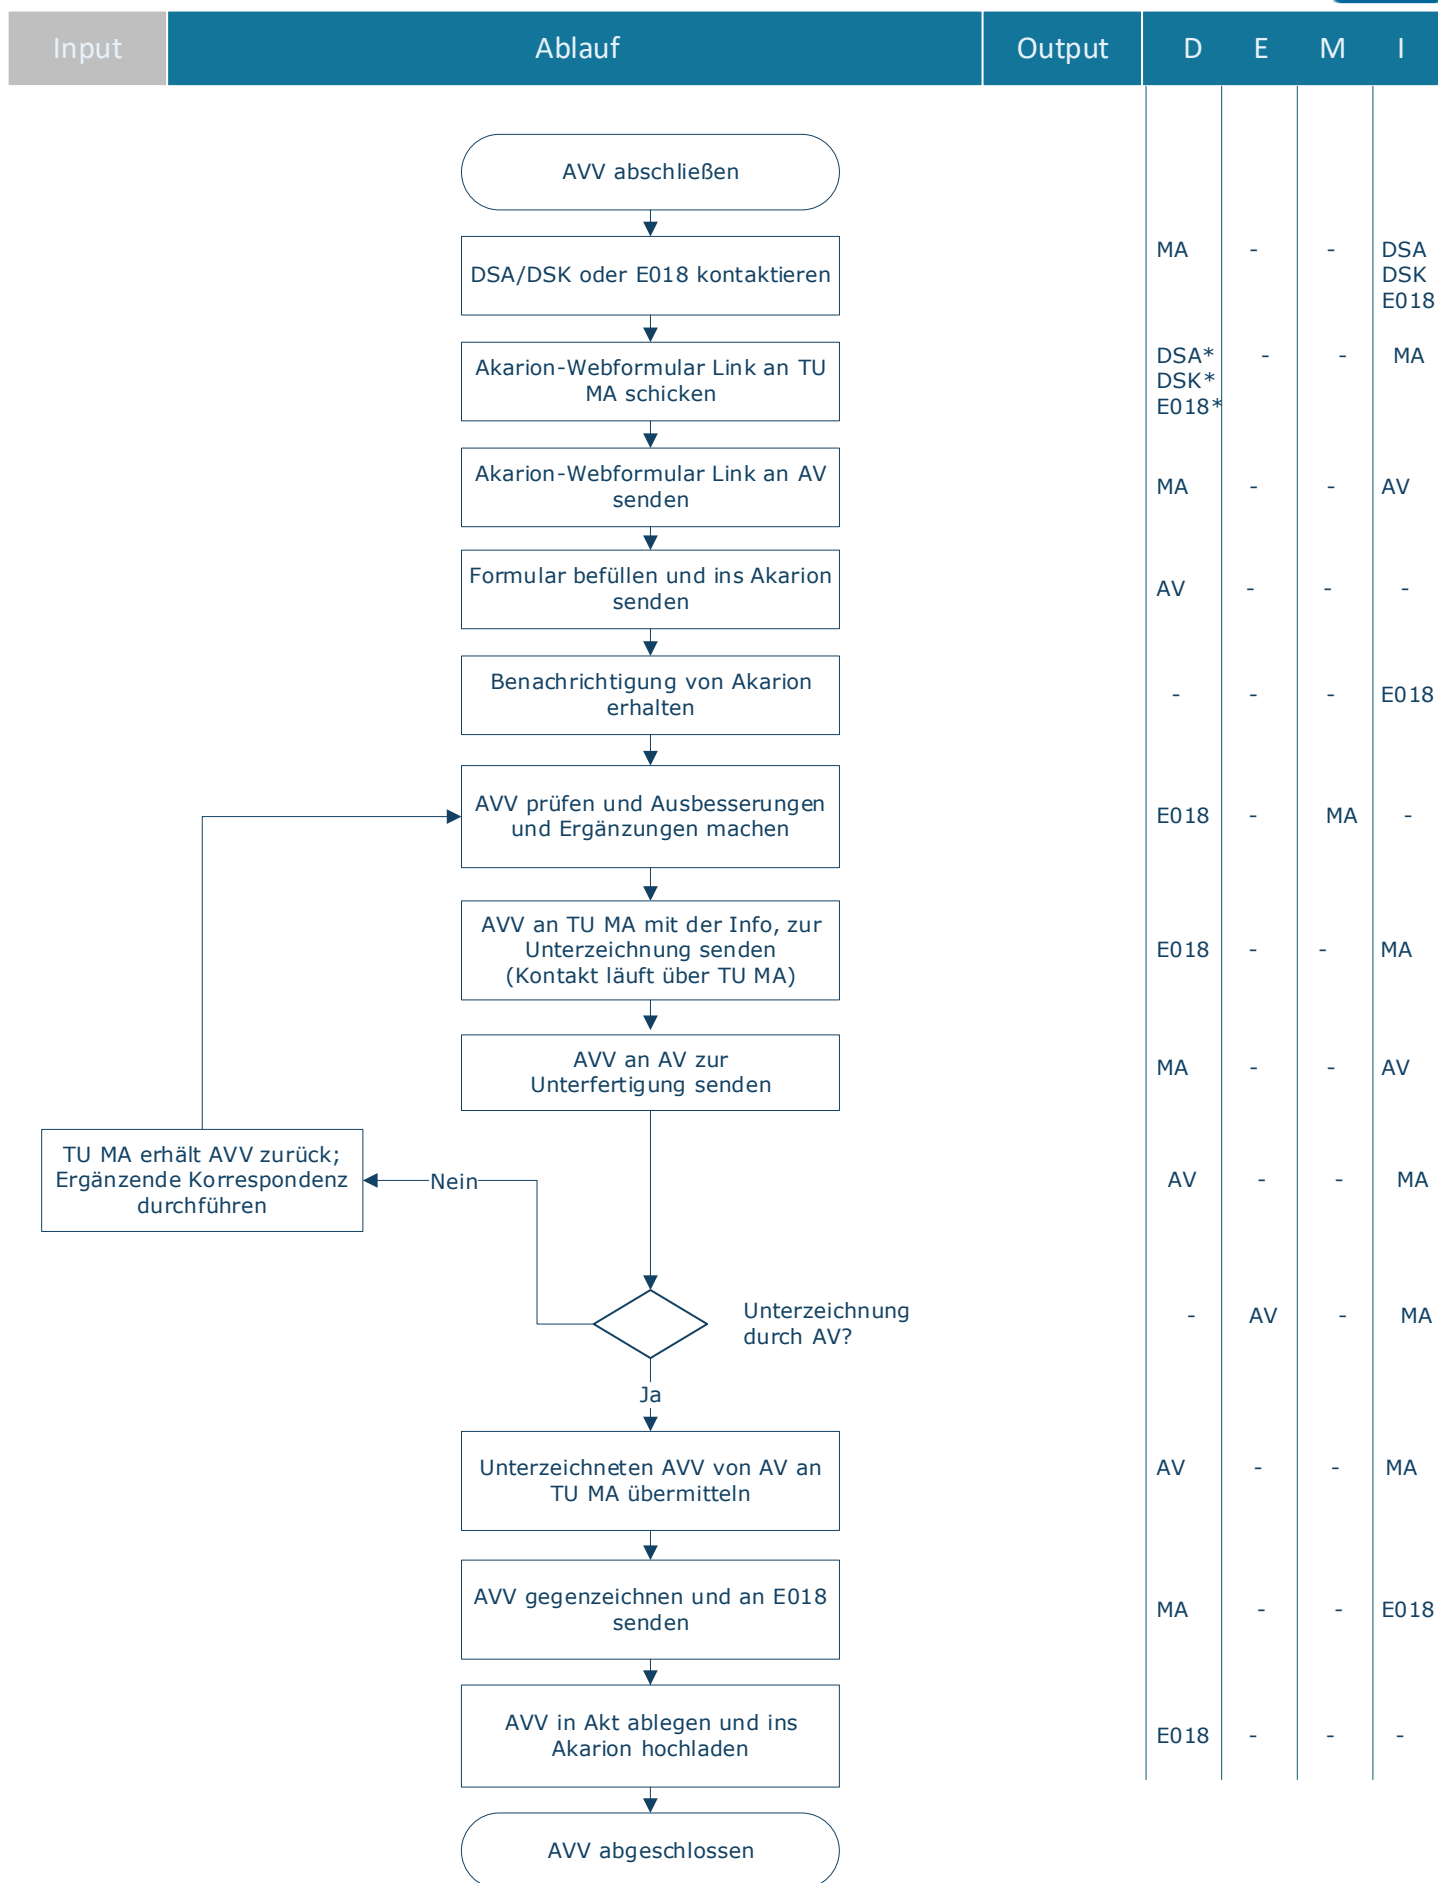 Input Ablauf Output D E M I
AVV abschließen
DSA/DSK oder E018 kontaktieren
MA - - DSA
DSK
E018
Akarion-Webformular Link an TU
MA schicken
DSA* - - MA
DSK*
E018*
Akarion-Webformular Link an AV
senden
MA - - AV
Formular befüllen und ins Akarion
senden
AV - - -
Benachrichtigung von Akarion
erhalten
- - - E018
AVV prüfen und Ausbesserungen
und Ergänzungen machen
E018 - MA -
AVV an TU MA mit der Info, zur
Unterzeichnung senden
(Kontakt läuft über TU MA)
E018 - - MA
AVV an AV zur
Unterfertigung senden
MA - - AV
TU MA erhält AVV zurück;
Ergänzende Korrespondenz
durchführen
Nein
AV - - MA
Unterzeichnung
durch AV?
- AV - MA
Ja
Unterzeichneten AVV von AV an
TU MA übermitteln
AV - - MA
AVV gegenzeichnen und an E018
senden
MA - - E018
AVV in Akt ablegen und ins
Akarion hochladen
E018 - - -
AVV abgeschlossen